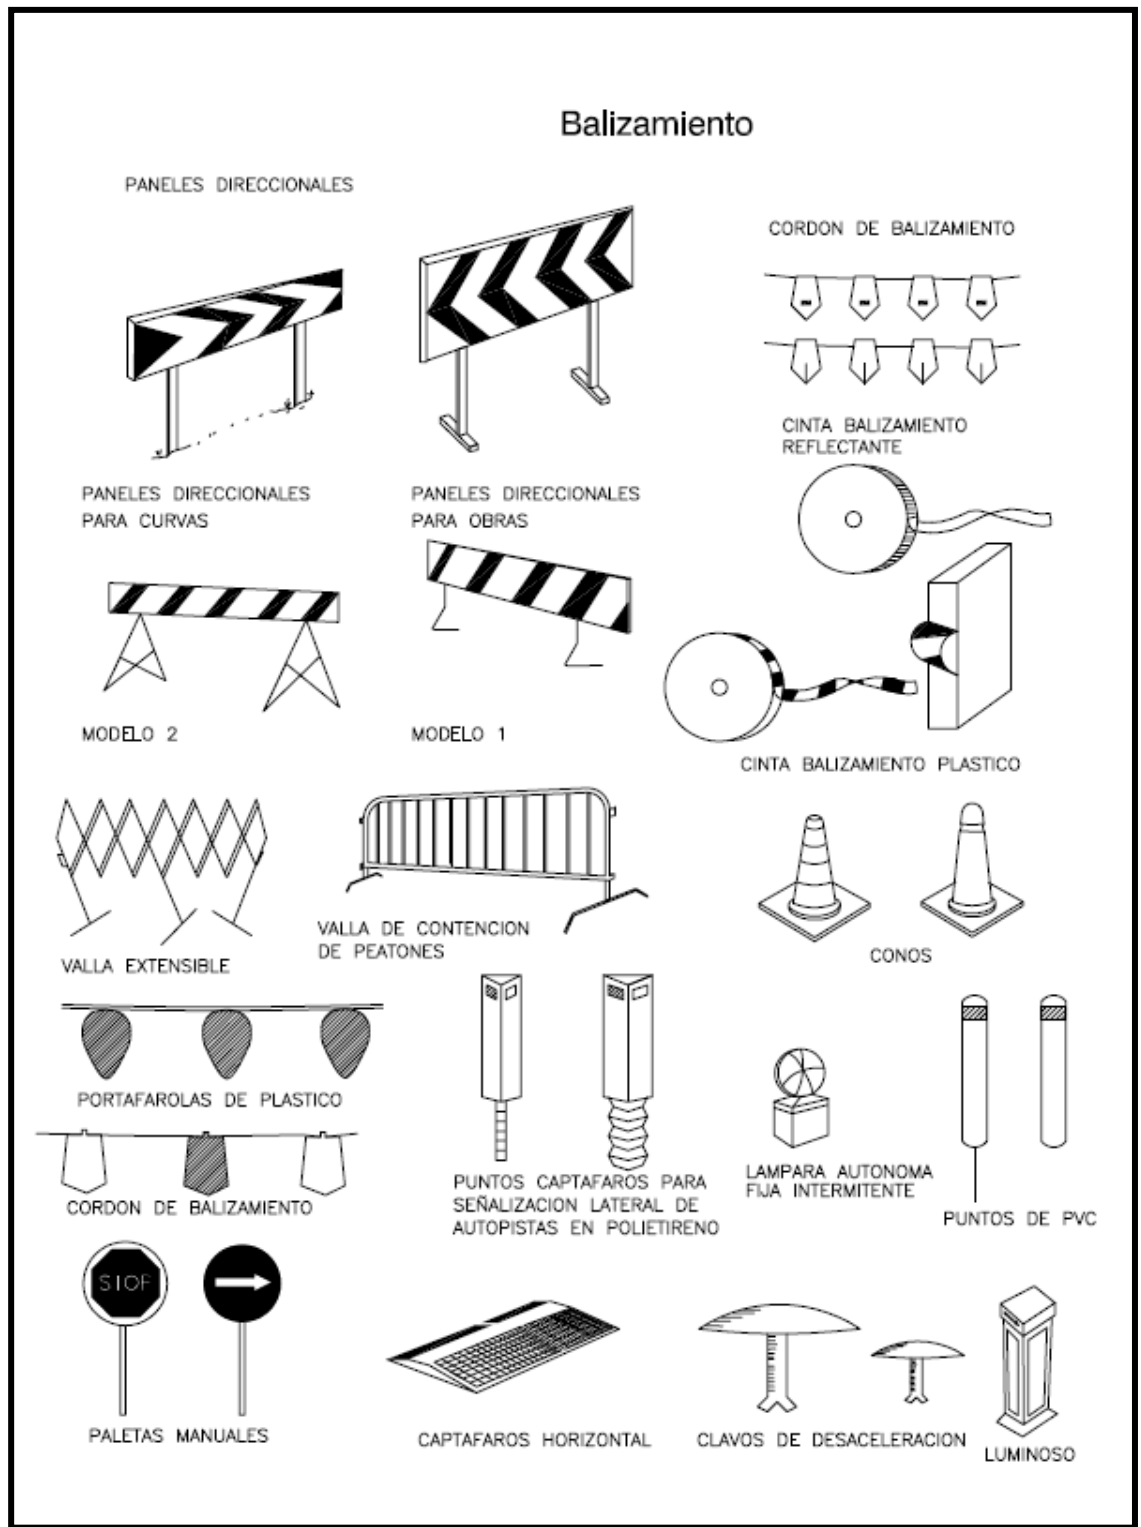 Balizamiento
PANELES DIRECCIONALES
CORDON DE BALIZAMIENTO
CINTA BALIZAMIENTO
REFLECTANTE
PANELES DIRECCIONALES
PARA CURVAS
PANELES DIRECCIONALES
PARA OBRAS
MODELO 2
MODELO 1
CINTA BALIZAMIENTO PLASTICO
VALLA EXTENSIBLE
VALLA DE CONTENCION
DE PEATONES
CONOS
PORTAFAROLAS DE PLASTICO
CORDON DE BALIZAMIENTO
PUNTOS CAPTAFAROS PARA
SEÑALIZACION LATERAL DE
AUTOPISTAS EN POLIETIRENO
LAMPARA AUTONOMA
FIJA INTERMITENTE
PUNTOS DE PVC
STOP
PALETAS MANUALES
CAPTAFAROS HORIZONTAL
CLAVOS DE DESACELERACION
LUMINOSO